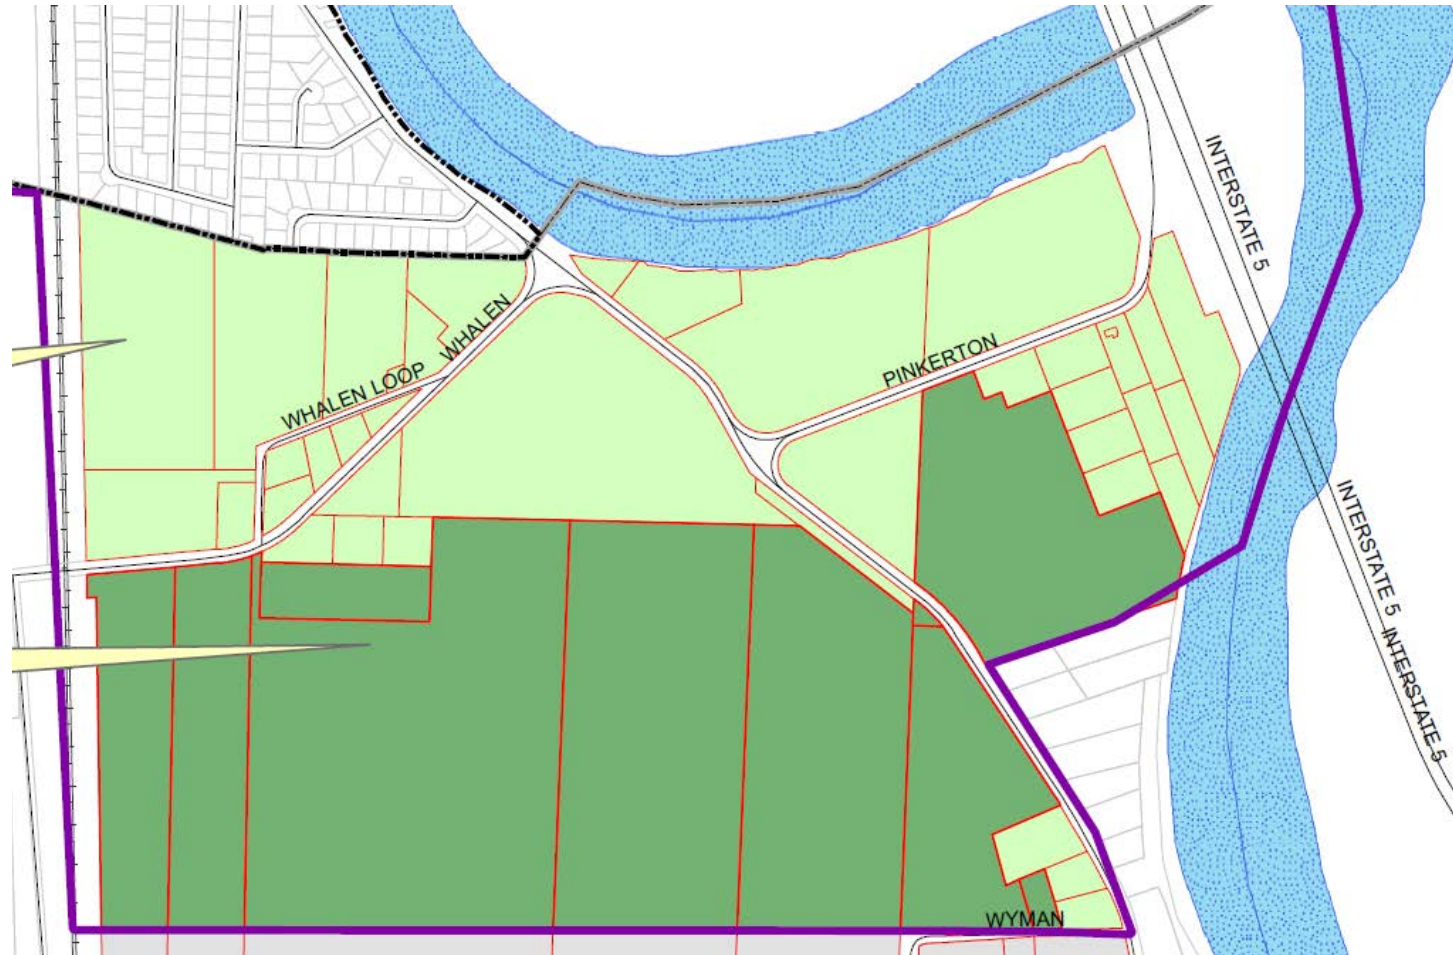 INTERSTATE 5
WHALEN
PINKERTON
WHALEN LOOP
INTERSTATE 5
INTERSTATE 5
WYMAN